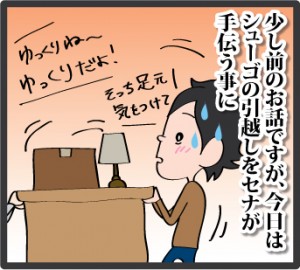 少し前のお話ですが、今日は
シューゴの引越しをセナが
手伝う事に
ゆっくりね〜
ゆっくりだよ!
そっち足元
気をつけて!